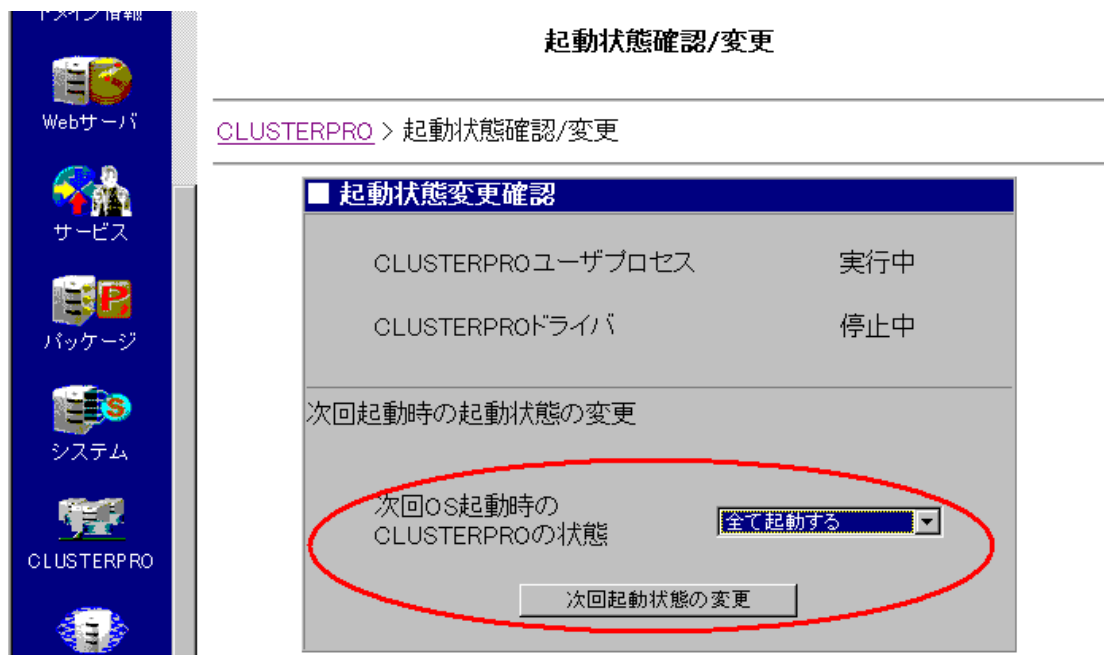 ドメイン情報
Webサーバ
サービス
パッケージ
システム
CLUSTERPRO
起動状態確認/変更
CLUSTERPRO > 起動状態確認/変更
■ 起動状態変更確認
CLUSTERPROユーザプロセス 実行中
CLUSTERPROドライバ 停止中
次回起動時の起動状態の変更
次回OS起動時の
CLUSTERPROの状態
全て起動する
次回起動状態の変更